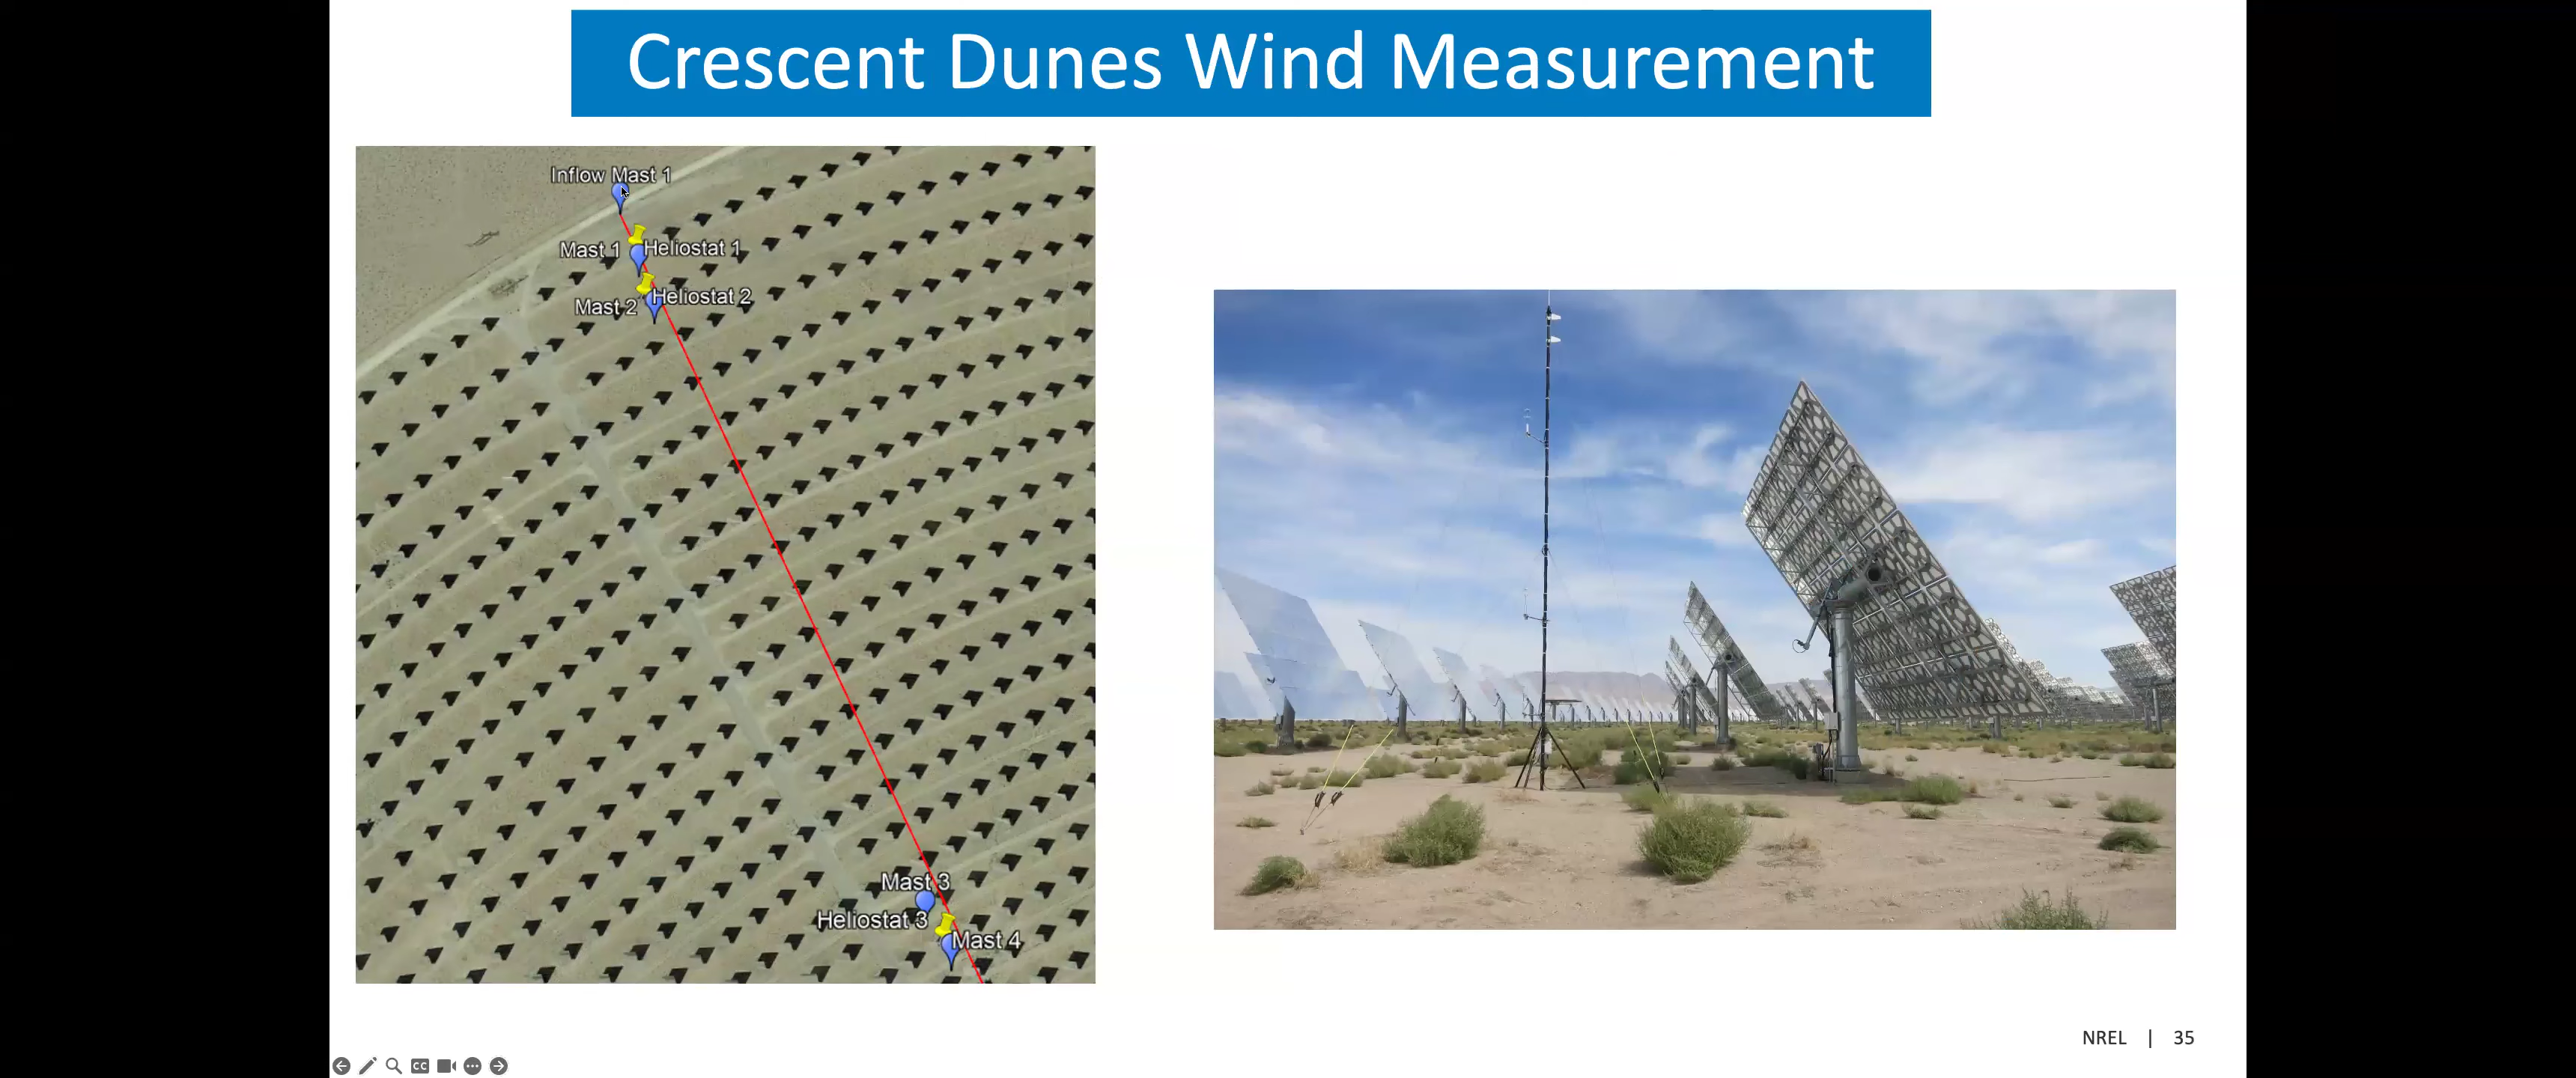 Crescent Dunes Wind Measurement
Inflow Mast 1
Mast 1
Heliostat 1
Mast 2
Heliostat 2
Mast 3
Heliostat 3
Mast 4
NREL | 35
CC